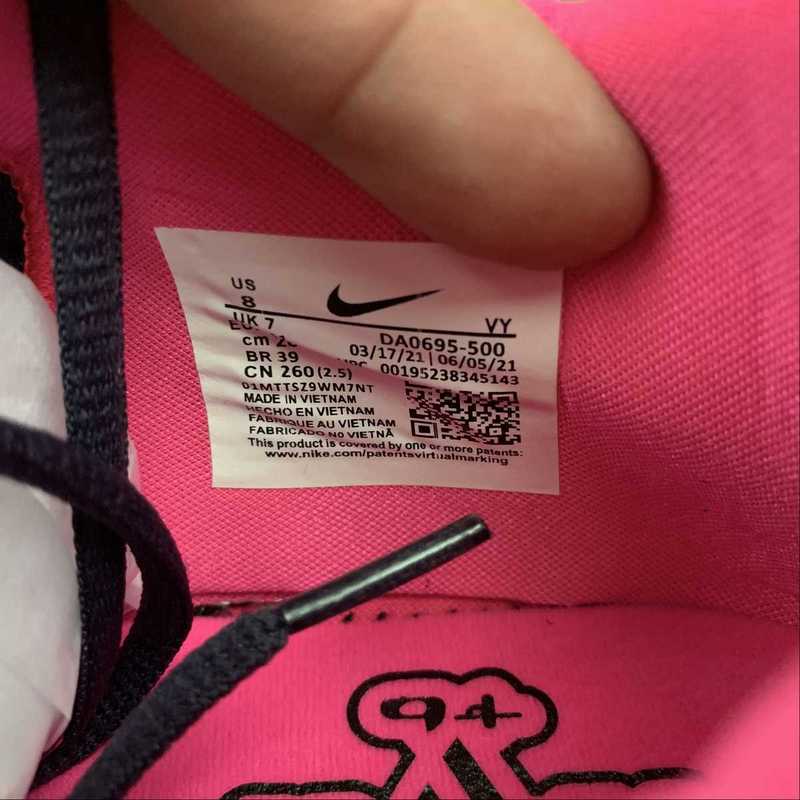 US
8
UK 7
VY
cm 26
DA0695-500
BR 39
03/17/21 | 06/05/21
CN 260 (2.5)
00195238345143
01MTTSZ9WM7NT
MADE IN VIETNAM
HECHO EN VIETNAM
FABRIQUE AU VIETNAM
FABRICADO NO VIETNÃ
This product is covered by one or more patents:
www.nike.com/patentsvirtualmarking
9+